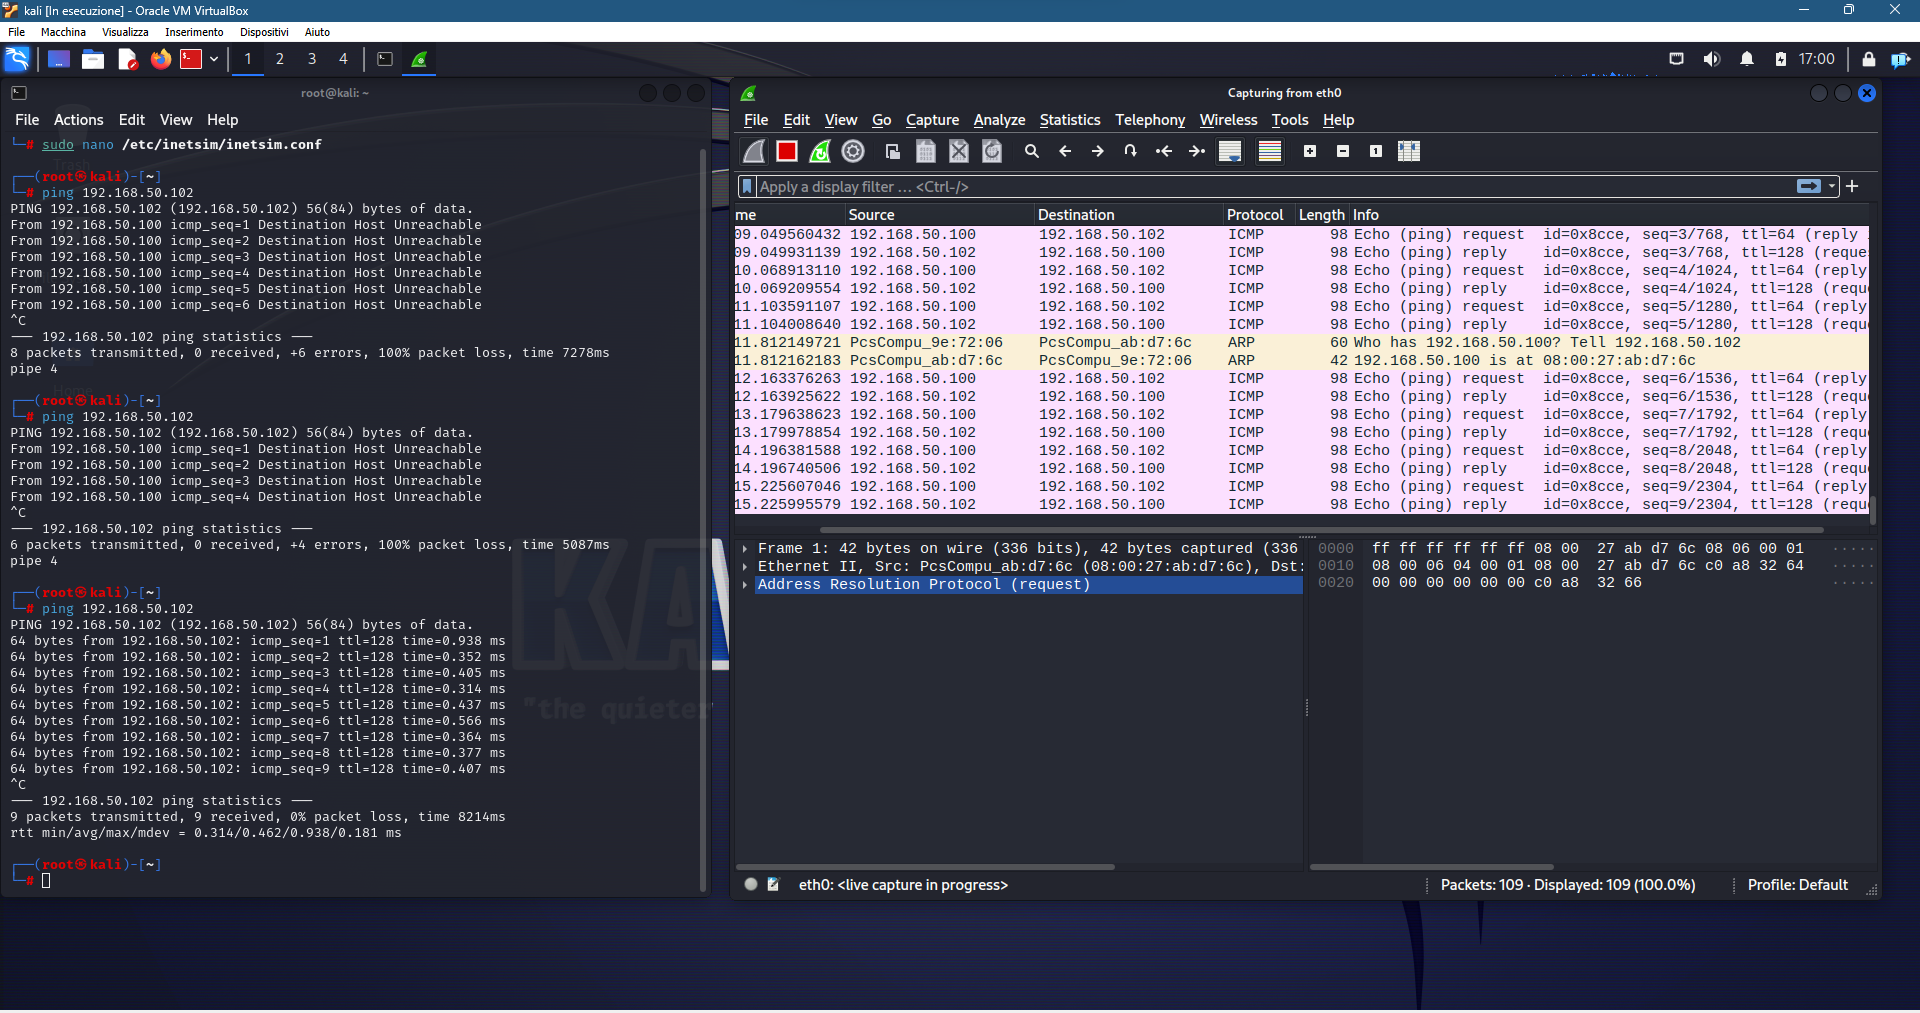 kali [In esecuzione] - Oracle VM VirtualBox
File Macchina Visualizza Inserimento Dispositivi Aiuto
1 2 3 4
17:00
root@kali: ~
File Actions Edit View Help
└─# sudo nano /etc/inetsim/inetsim.conf
Trash
┌──(root㉿kali)-[~]
└─# ping 192.168.50.102
PING 192.168.50.102 (192.168.50.102) 56(84) bytes of data.
From 192.168.50.100 icmp_seq=1 Destination Host Unreachable
From 192.168.50.100 icmp_seq=2 Destination Host Unreachable
From 192.168.50.100 icmp_seq=3 Destination Host Unreachable
From 192.168.50.100 icmp_seq=4 Destination Host Unreachable
From 192.168.50.100 icmp_seq=5 Destination Host Unreachable
From 192.168.50.100 icmp_seq=6 Destination Host Unreachable
^C
--- 192.168.50.102 ping statistics ---
8 packets transmitted, 0 received, +6 errors, 100% packet loss, time 7278ms
pipe 4
Home
┌──(root㉿kali)-[~]
└─# ping 192.168.50.102
PING 192.168.50.102 (192.168.50.102) 56(84) bytes of data.
From 192.168.50.100 icmp_seq=1 Destination Host Unreachable
From 192.168.50.100 icmp_seq=2 Destination Host Unreachable
From 192.168.50.100 icmp_seq=3 Destination Host Unreachable
From 192.168.50.100 icmp_seq=4 Destination Host Unreachable
^C
--- 192.168.50.102 ping statistics ---
6 packets transmitted, 0 received, +4 errors, 100% packet loss, time 5087ms
pipe 4
┌──(root㉿kali)-[~]
└─# ping 192.168.50.102
PING 192.168.50.102 (192.168.50.102) 56(84) bytes of data.
64 bytes from 192.168.50.102: icmp_seq=1 ttl=128 time=0.938 ms
64 bytes from 192.168.50.102: icmp_seq=2 ttl=128 time=0.352 ms
64 bytes from 192.168.50.102: icmp_seq=3 ttl=128 time=0.405 ms
64 bytes from 192.168.50.102: icmp_seq=4 ttl=128 time=0.314 ms
64 bytes from 192.168.50.102: icmp_seq=5 ttl=128 time=0.437 ms
64 bytes from 192.168.50.102: icmp_seq=6 ttl=128 time=0.566 ms
64 bytes from 192.168.50.102: icmp_seq=7 ttl=128 time=0.364 ms
64 bytes from 192.168.50.102: icmp_seq=8 ttl=128 time=0.377 ms
64 bytes from 192.168.50.102: icmp_seq=9 ttl=128 time=0.407 ms
^C
--- 192.168.50.102 ping statistics ---
9 packets transmitted, 9 received, 0% packet loss, time 8214ms
rtt min/avg/max/mdev = 0.314/0.462/0.938/0.181 ms
┌──(root㉿kali)-[~]
└─#
KA
"the quieter
Capturing from eth0
File Edit View Go Capture Analyze Statistics Telephony Wireless Tools Help
Apply a display filter … <Ctrl-/>
me Source Destination Protocol Length Info
09.049560432 192.168.50.100 192.168.50.102 ICMP 98 Echo (ping) request id=0x8cce, seq=3/768, ttl=64 (reply
09.049931139 192.168.50.102 192.168.50.100 ICMP 98 Echo (ping) reply id=0x8cce, seq=3/768, ttl=128 (reque
10.068913110 192.168.50.100 192.168.50.102 ICMP 98 Echo (ping) request id=0x8cce, seq=4/1024, ttl=64 (reply
10.069209554 192.168.50.102 192.168.50.100 ICMP 98 Echo (ping) reply id=0x8cce, seq=4/1024, ttl=128 (requ
11.103591107 192.168.50.100 192.168.50.102 ICMP 98 Echo (ping) request id=0x8cce, seq=5/1280, ttl=64 (reply
11.104008640 192.168.50.102 192.168.50.100 ICMP 98 Echo (ping) reply id=0x8cce, seq=5/1280, ttl=128 (requ
11.812149721 PcsCompu_9e:72:06 PcsCompu_ab:d7:6c ARP 60 Who has 192.168.50.100? Tell 192.168.50.102
11.812162183 PcsCompu_ab:d7:6c PcsCompu_9e:72:06 ARP 42 192.168.50.100 is at 08:00:27:ab:d7:6c
12.163376263 192.168.50.100 192.168.50.102 ICMP 98 Echo (ping) request id=0x8cce, seq=6/1536, ttl=64 (reply
12.163925622 192.168.50.102 192.168.50.100 ICMP 98 Echo (ping) reply id=0x8cce, seq=6/1536, ttl=128 (requ
13.179638623 192.168.50.100 192.168.50.102 ICMP 98 Echo (ping) request id=0x8cce, seq=7/1792, ttl=64 (reply
13.179978854 192.168.50.102 192.168.50.100 ICMP 98 Echo (ping) reply id=0x8cce, seq=7/1792, ttl=128 (requ
14.196381588 192.168.50.100 192.168.50.102 ICMP 98 Echo (ping) request id=0x8cce, seq=8/2048, ttl=64 (reply
14.196740506 192.168.50.102 192.168.50.100 ICMP 98 Echo (ping) reply id=0x8cce, seq=8/2048, ttl=128 (requ
15.225607046 192.168.50.100 192.168.50.102 ICMP 98 Echo (ping) request id=0x8cce, seq=9/2304, ttl=64 (reply
15.225995579 192.168.50.102 192.168.50.100 ICMP 98 Echo (ping) reply id=0x8cce, seq=9/2304, ttl=128 (requ
Frame 1: 42 bytes on wire (336 bits), 42 bytes captured (336
Ethernet II, Src: PcsCompu_ab:d7:6c (08:00:27:ab:d7:6c), Dst:
Address Resolution Protocol (request)
0000 ff ff ff ff ff ff 08 00 27 ab d7 6c 08 06 00 01 ·····
0010 08 00 06 04 00 01 08 00 27 ab d7 6c c0 a8 32 64 ·····
0020 00 00 00 00 00 00 c0 a8 32 66 ·····
eth0: <live capture in progress>
Packets: 109 · Displayed: 109 (100.0%)
Profile: Default